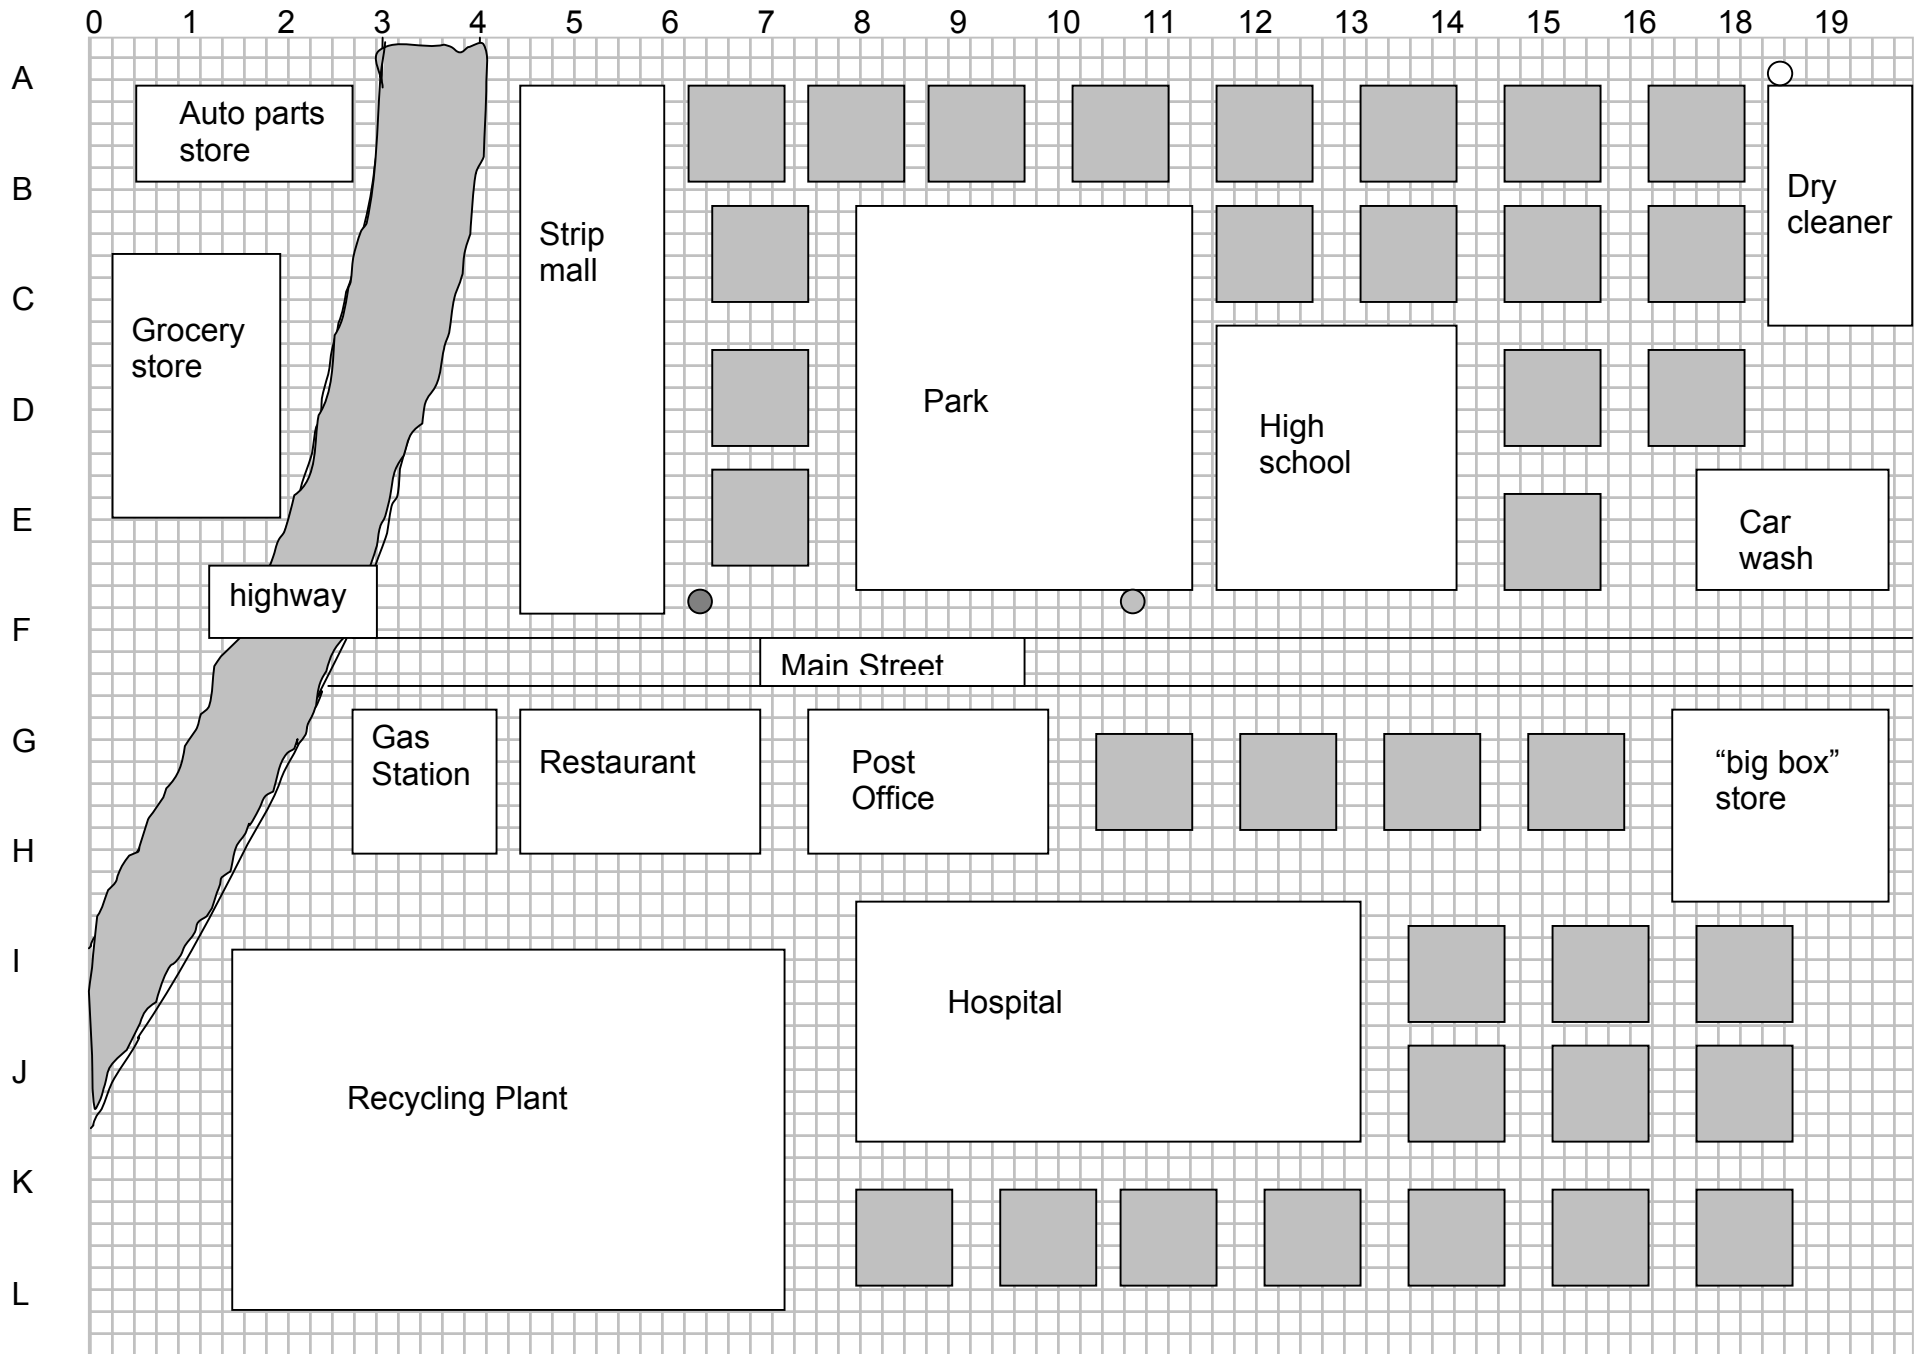 0 1 2 3 4 5 6 7 8 9 10 11 12 13 14 15 16 18 19
A
Auto parts
store
B
Dry
cleaner
Strip
mall
C
Grocery
store
Park
D
High
school
E
Car
wash
highway
F
Main Street
G
Gas
Station
Restaurant
Post
Office
“big box”
store
H
I
Hospital
J
Recycling Plant
K
L